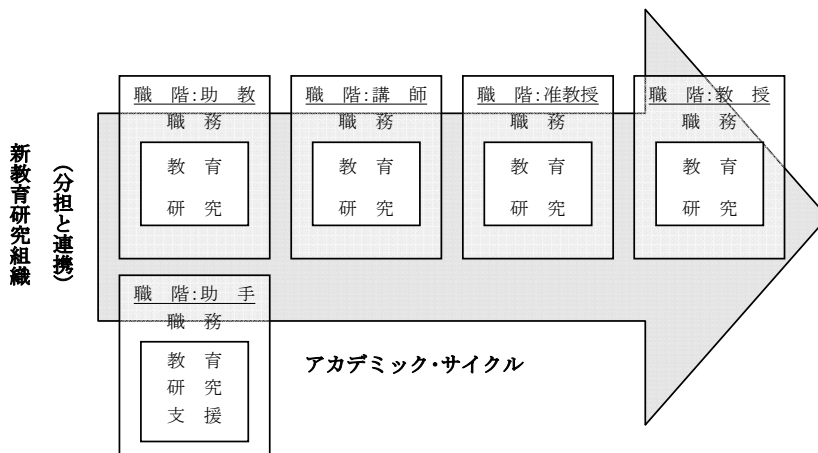 新教育研究組織
（分担と連携）
職 階:助 教
職 務
教 育
研 究
職 階:講 師
職 務
教 育
研 究
職 階:准教授
職 務
教 育
研 究
職 階:教 授
職 務
教 育
研 究
職 階:助 手
職 務
教 育
研 究
支 援
アカデミック・サイクル